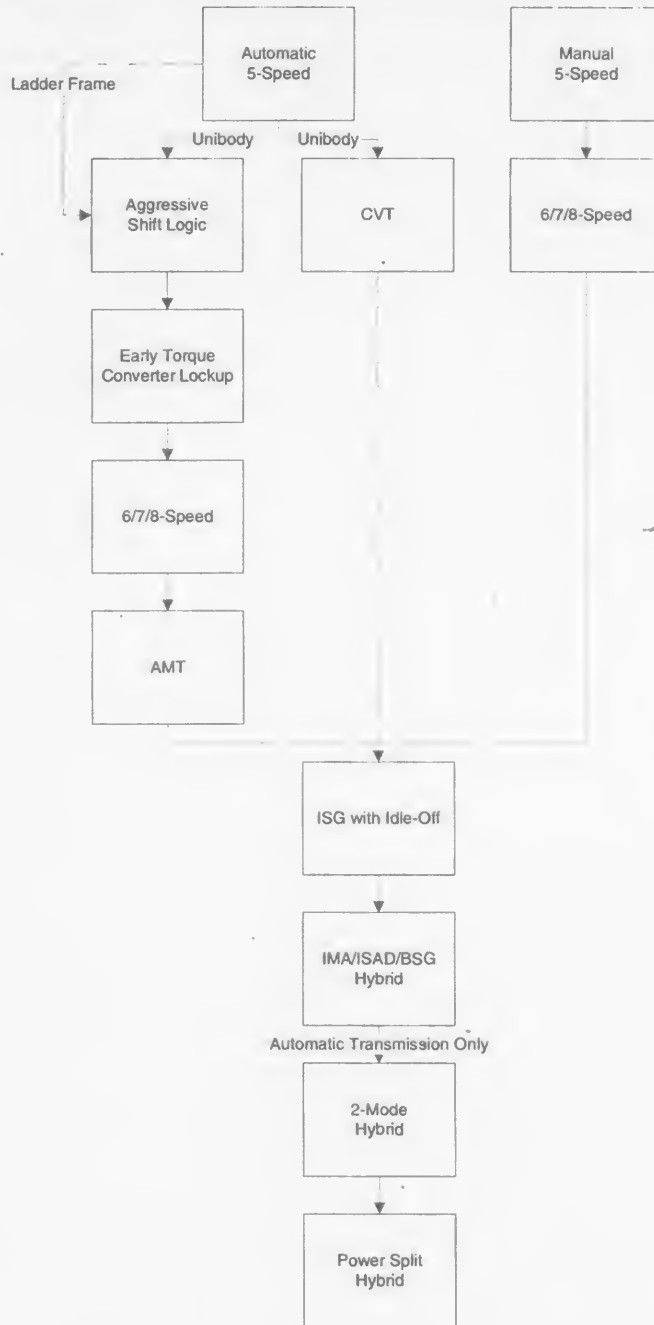 Automatic
5-Speed
Manual
5-Speed
Ladder Frame
Unibody
Unibody
Aggressive
Shift Logic
CVT
6/7/8-Speed
Early Torque
Converter Lockup
6/7/8-Speed
AMT
ISG with Idle-Off
IMA/ISAD/BSG
Hybrid
Automatic Transmission Only
2-Mode
Hybrid
Power Split
Hybrid